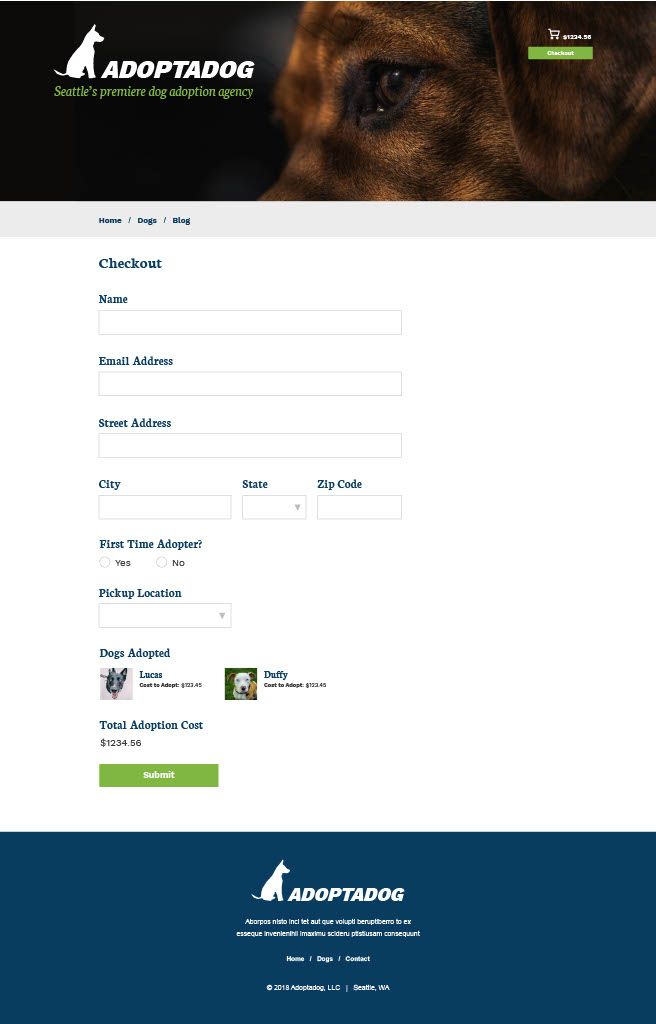 ADOPTADOG
Seattle's premiere dog adoption agency
$1234.56
Checkout
Home / Dogs / Blog
Checkout
Name
Email Address
Street Address
City State Zip Code
First Time Adopter?
Yes No
Pickup Location
Dogs Adopted
Lucas Duffy
Cost to Adopt: $123.45 Cost to Adopt: $123.45
Total Adoption Cost
$1234.56
Submit
ADOPTADOG
Aborpos nisto inci tet aut que volupti beruptiberro to ex
esseque invenienihil imaximu scideru ptistiusam consequunt
Home / Dogs / Contact
© 2018 Adoptadog, LLC | Seattle, WA